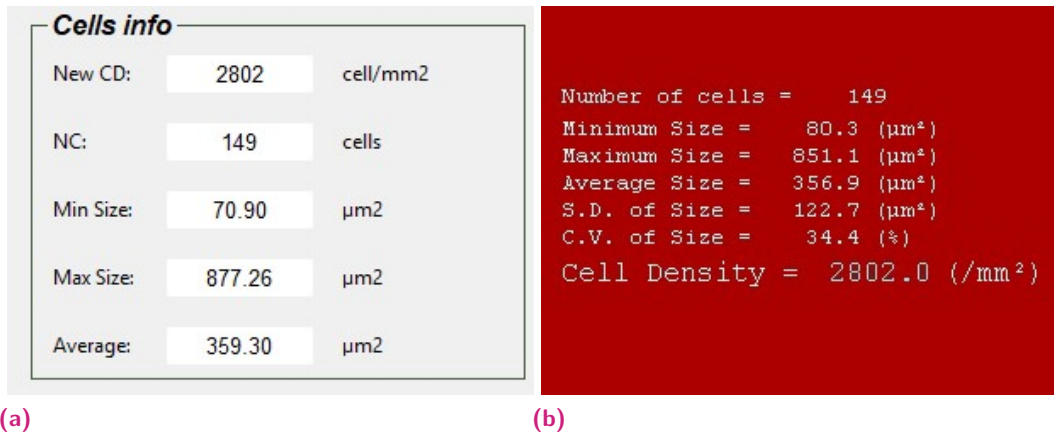 Cells info
New CD: 2802 cell/mm2
NC: 149 cells
Min Size: 70.90 µm2
Max Size: 877.26 µm2
Average: 359.30 µm2
(a)
Number of cells = 149
Minimum Size = 80.3 (µm²)
Maximum Size = 851.1 (µm²)
Average Size = 356.9 (µm²)
S.D. of Size = 122.7 (µm²)
C.V. of Size = 34.4 (%)
Cell Density = 2802.0 (/mm²)
(b)